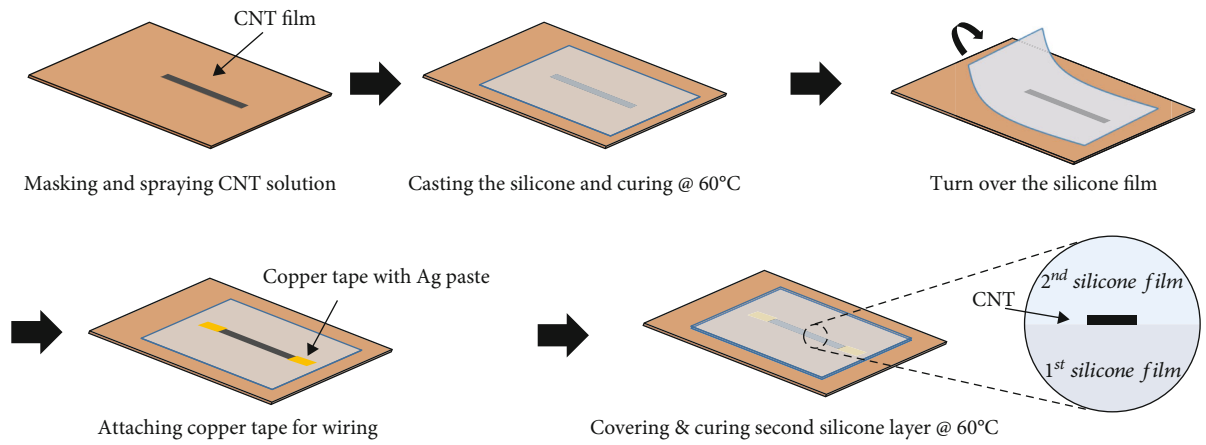 CNT film
Masking and spraying CNT solution
Casting the silicone and curing @ 60°C
Turn over the silicone film
Copper tape with Ag paste
Attaching copper tape for wiring
2nd silicone film
CNT
1st silicone film
Covering & curing second silicone layer @ 60°C